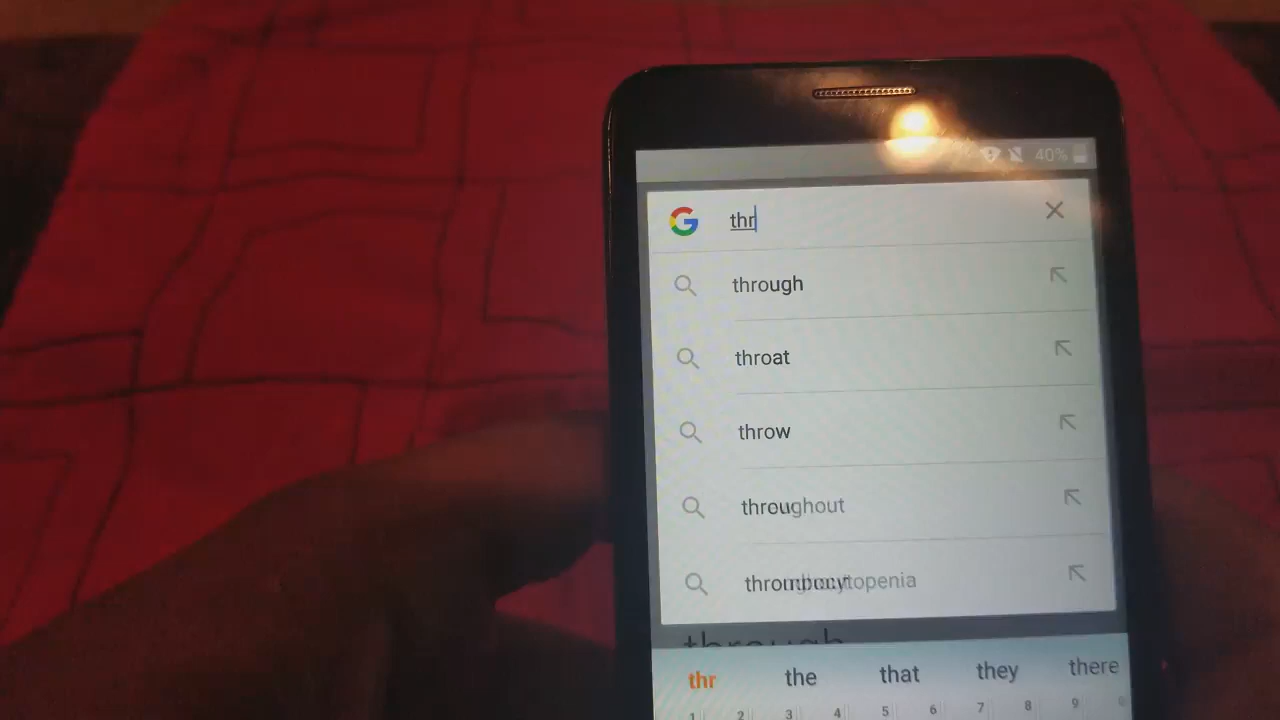 40%
thr
through
throat
throw
throughout
through
thr the that they there
1 2 3 4 5 6 7 8 9